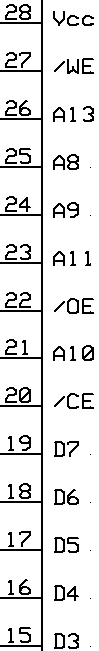 28 Vcc
27 /WE
26 A13
25 A8
24 A9
23 A11
22 /OE
21 A10
20 /CE
19 D7
18 D6
17 D5
16 D4
15 D3